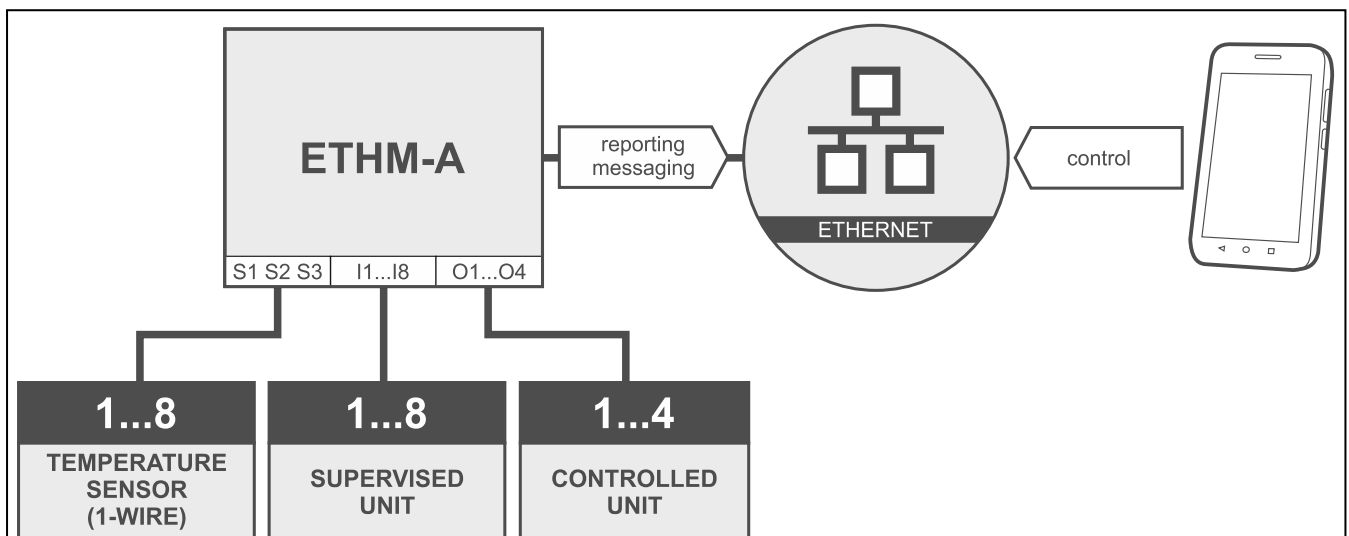 ETHM-A
reporting
messaging
control
ETHERNET
S1 S2 S3
I1...I8
O1...O4
1...8
1...8
1...4
TEMPERATURE
SENSOR
(1-WIRE)
SUPERVISED
UNIT
CONTROLLED
UNIT